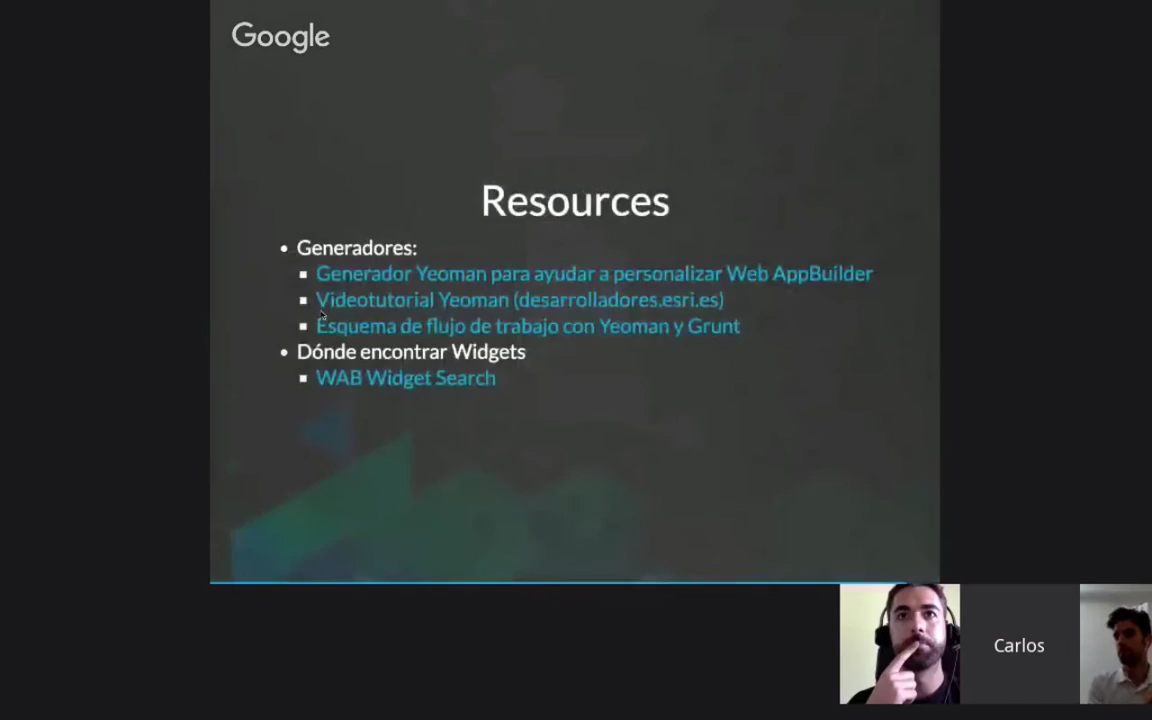 Google
Resources
Generadores:
Generador Yeoman para ayudar a personalizar Web AppBuilder
Videotutorial Yeoman (desarrolladores.esri.es)
Esquema de flujo de trabajo con Yeoman y Grunt
Dónde encontrar Widgets
WAB Widget Search
Carlos